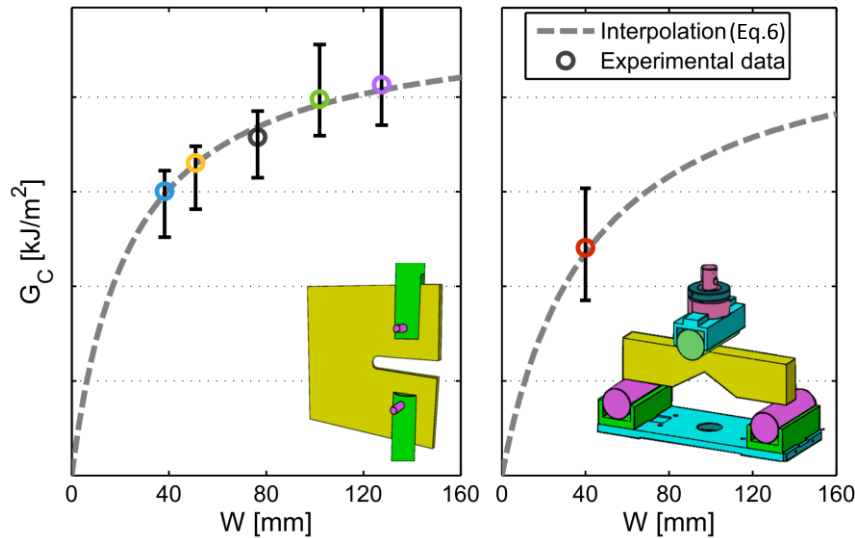 Interpolation (Eq.6)
Experimental data
G_C [kJ/m^2]
0 40 80 120 160
0 40 80 120 160
W [mm]
W [mm]